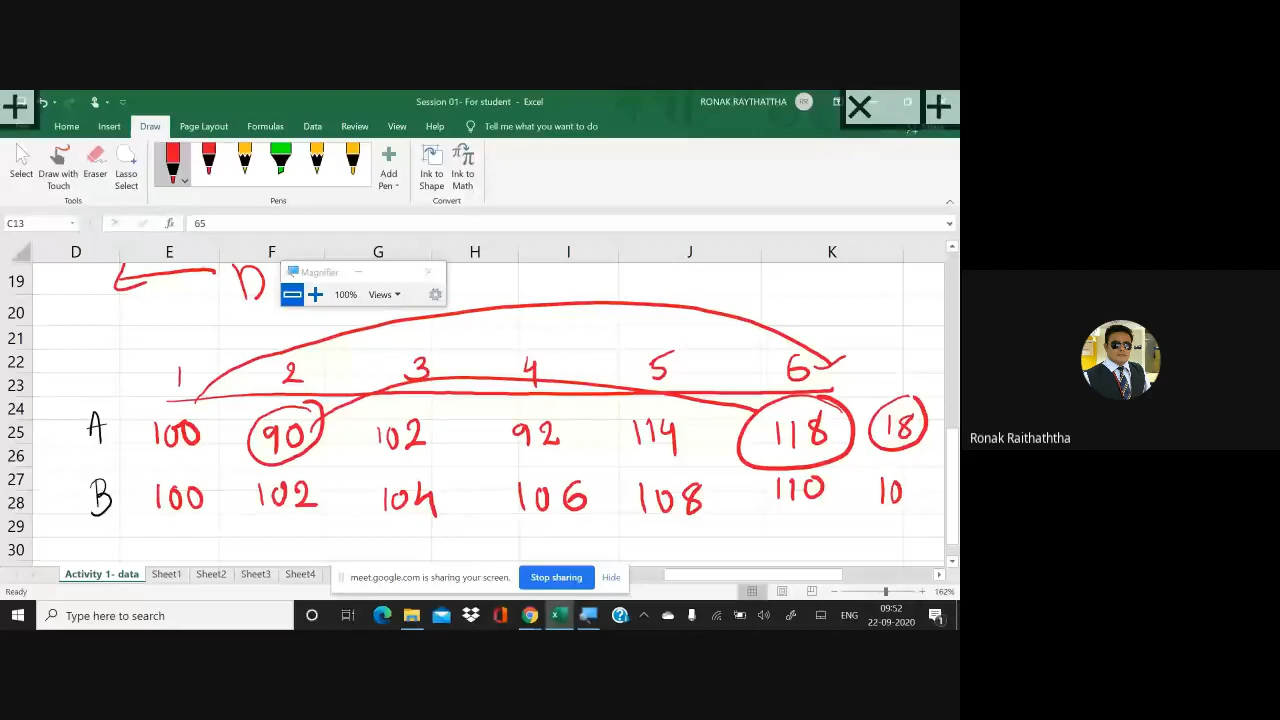 Session 01- For student - Excel
RONAK RAYTHATTHA RR
Home Insert Draw Page Layout Formulas Data Review View Help Tell me what you want to do
Select Draw with Touch Eraser Lasso Select Add Pen Ink to Shape Ink to Math
Tools Pens Convert
C13 fx 65
D E F G H I J K
19 D
Magnifier
100% Views
20
21
22 1 2 3 4 5 6
23
24
25 A 100 90 102 92 114 118 18
26
27
28 B 100 102 104 106 108 110 10
29
30
Ronak Raithaththa
Activity 1- data Sheet1 Sheet2 Sheet3 Sheet4
meet.google.com is sharing your screen. Stop sharing Hide
Ready 162%
Type here to search ENG 09:52
22-09-2020